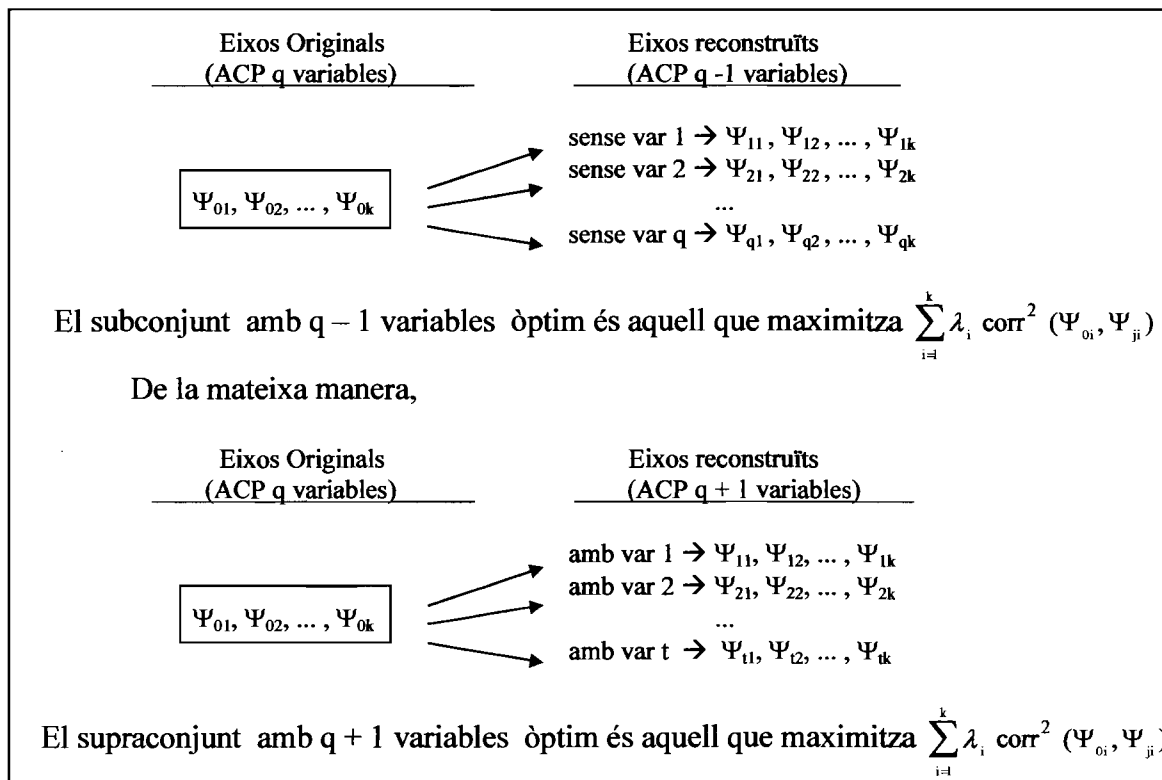 Eixos Originals Eixos reconstruïts
(ACP q variables) (ACP q -1 variables)
sense var 1 → Ψ11 , Ψ12 , ... , Ψ1k
sense var 2 → Ψ21 , Ψ22 , ... , Ψ2k
Ψ01, Ψ02, ... , Ψ0k
...
sense var q → Ψq1 , Ψq2 , ... , Ψqk
El subconjunt amb q – 1 variables òptim és aquell que maximitza ∑_{i=1}^{k} λi corr² (Ψ0i, Ψji)
De la mateixa manera,
Eixos Originals Eixos reconstruïts
(ACP q variables) (ACP q + 1 variables)
amb var 1 → Ψ11, Ψ12, ... , Ψ1k
amb var 2 → Ψ21, Ψ22, ... , Ψ2k
Ψ01, Ψ02, ... , Ψ0k
...
amb var t → Ψt1, Ψt2, ... , Ψtk
El supraconjunt amb q + 1 variables òptim és aquell que maximitza ∑_{i=1}^{k} λi corr² (Ψ0i, Ψji)